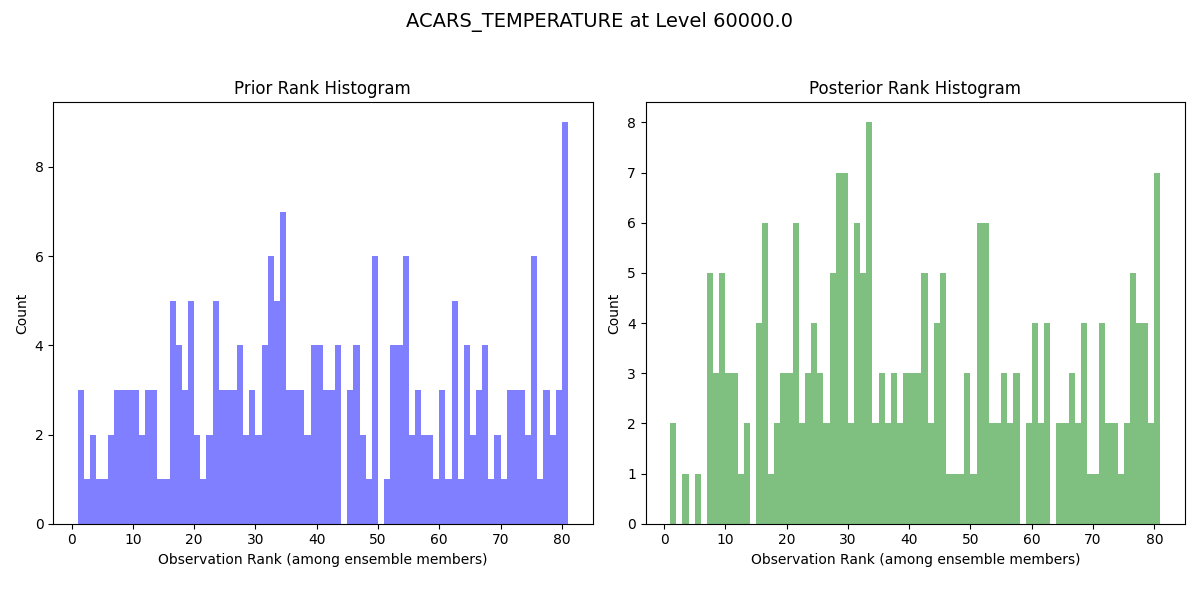 ACARS_TEMPERATURE at Level 60000.0
Prior Rank Histogram
Count
8
6
4
2
0
0 10 20 30 40 50 60 70 80
Observation Rank (among ensemble members)
Posterior Rank Histogram
Count
8
7
6
5
4
3
2
1
0
0 10 20 30 40 50 60 70 80
Observation Rank (among ensemble members)